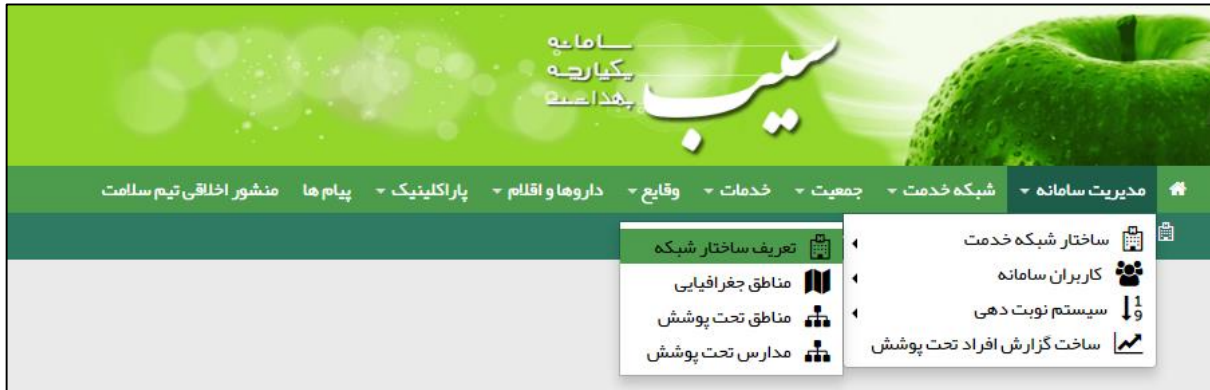 سامانه
یکپارچه
بهداشت
سیب
مدیریت سامانه شبکه خدمت جمعیت خدمات وقایع داروها و اقلام پاراکلینیک پیام ها منشور اخلاقی تیم سلامت
ساختار شبکه خدمت
کاربران سامانه
سیستم نوبت دهی
ساخت گزارش افراد تحت پوشش
تعریف ساختار شبکه
مناطق جغرافیایی
مناطق تحت پوشش
مدارس تحت پوشش